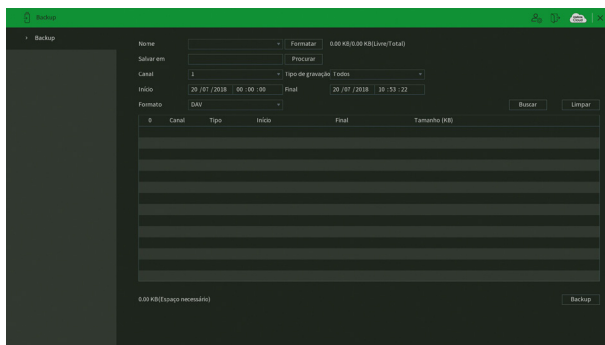 Backup
Backup
Nome Formatar 0.00 KB/0.00 KB(Livre/Total)
Salvar em Procurar
Canal 1 Tipo de gravação Todos
Início 20 /07 /2018 00 :00 :00 Final 20 /07 /2018 10 :53 :22
Formato DAV Buscar Limpar
0 Canal Tipo Início Final Tamanho (KB)
0.00 KB(Espaço necessário) Backup